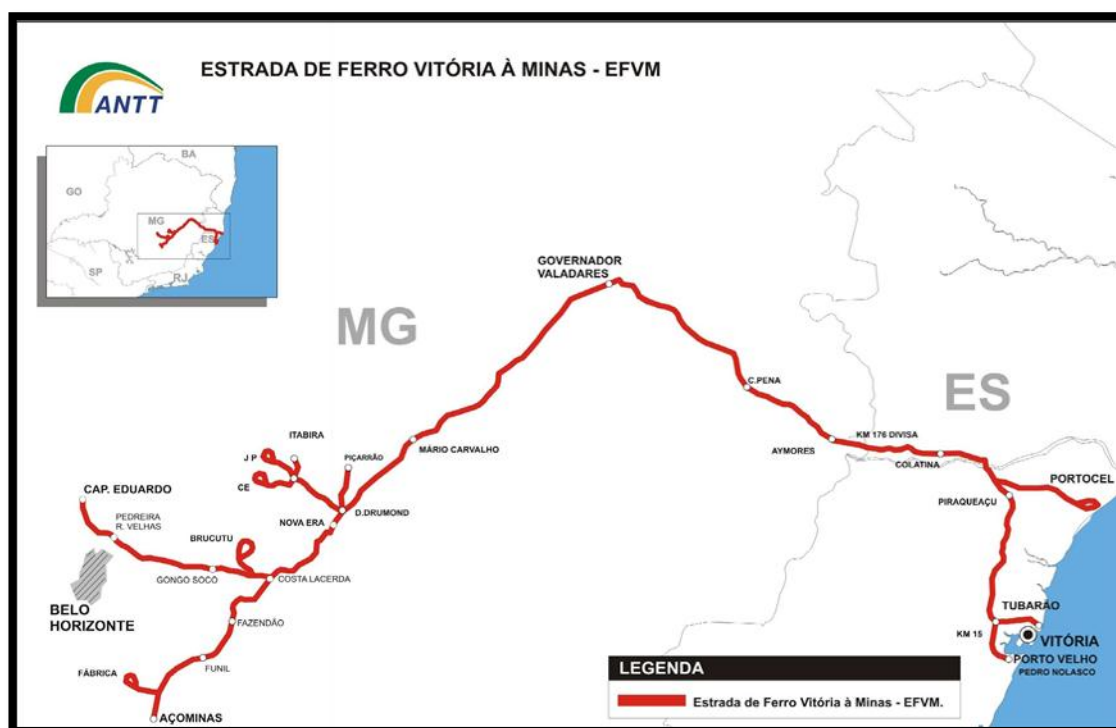 ANTT
ESTRADA DE FERRO VITÓRIA À MINAS - EFVM
BA
GO
MG
ES
SP
RJ
GOVERNADOR
VALADARES
MG
ES
C.PENA
KM 176 DIVISA
AYMORES
COLATINA
MÁRIO CARVALHO
ITABIRA
J P
PIÇARRÃO
CE
PORTOCEL
PIRAQUEAÇU
CAP. EDUARDO
D.DRUMOND
NOVA ERA
PEDREIRA
R. VELHAS
BRUCUTU
GONGO SOCO
COSTA LACERDA
BELO
HORIZONTE
FAZENDÃO
TUBARÃO
KM 15
VITÓRIA
PORTO VELHO
PEDRO NOLASCO
FUNIL
FÁBRICA
AÇOMINAS
LEGENDA
Estrada de Ferro Vitória à Minas - EFVM.